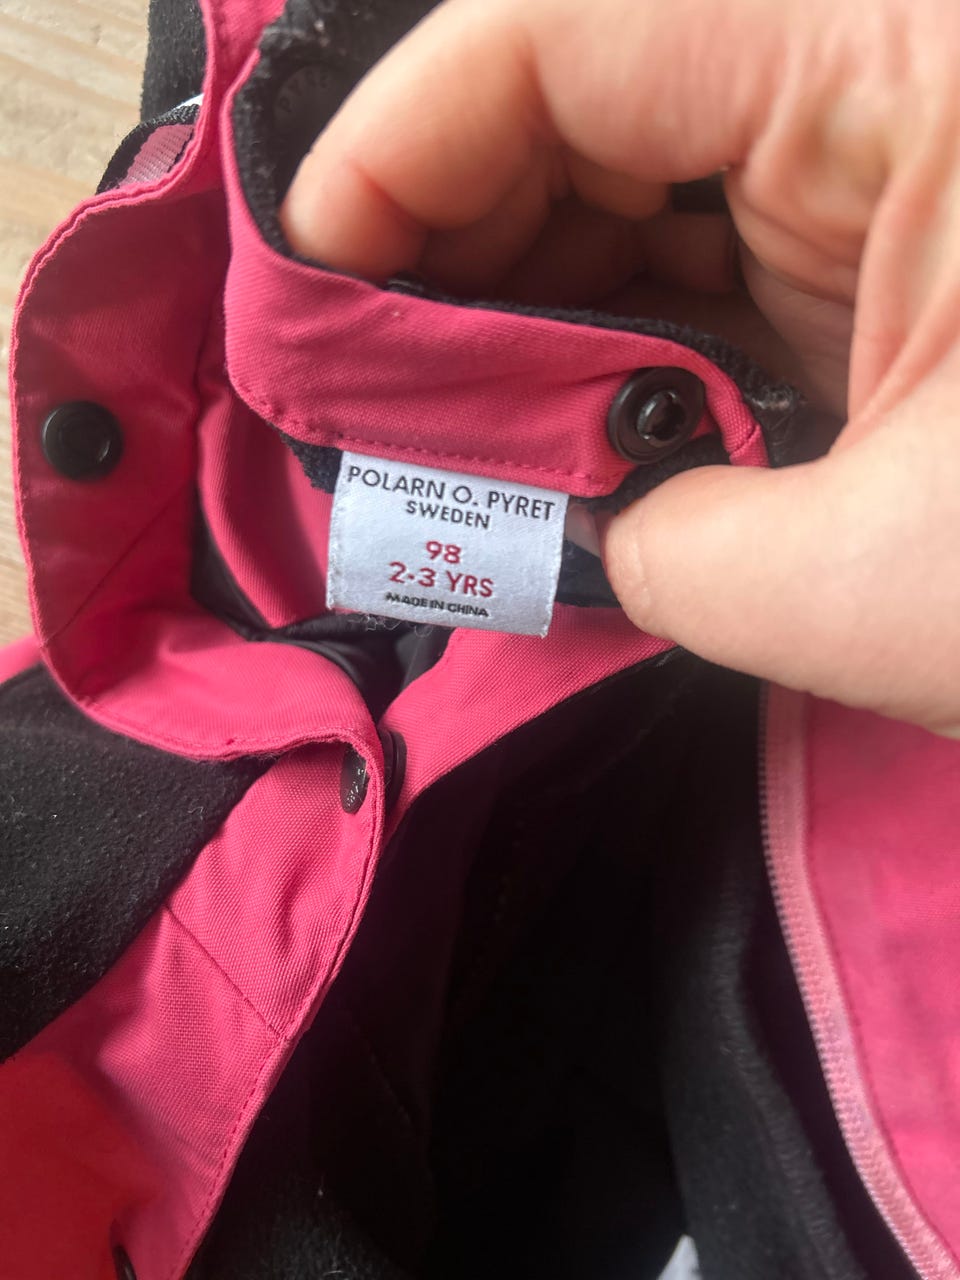 POLARN O. PYRET
SWEDEN
98
2-3 YRS
MADE IN CHINA